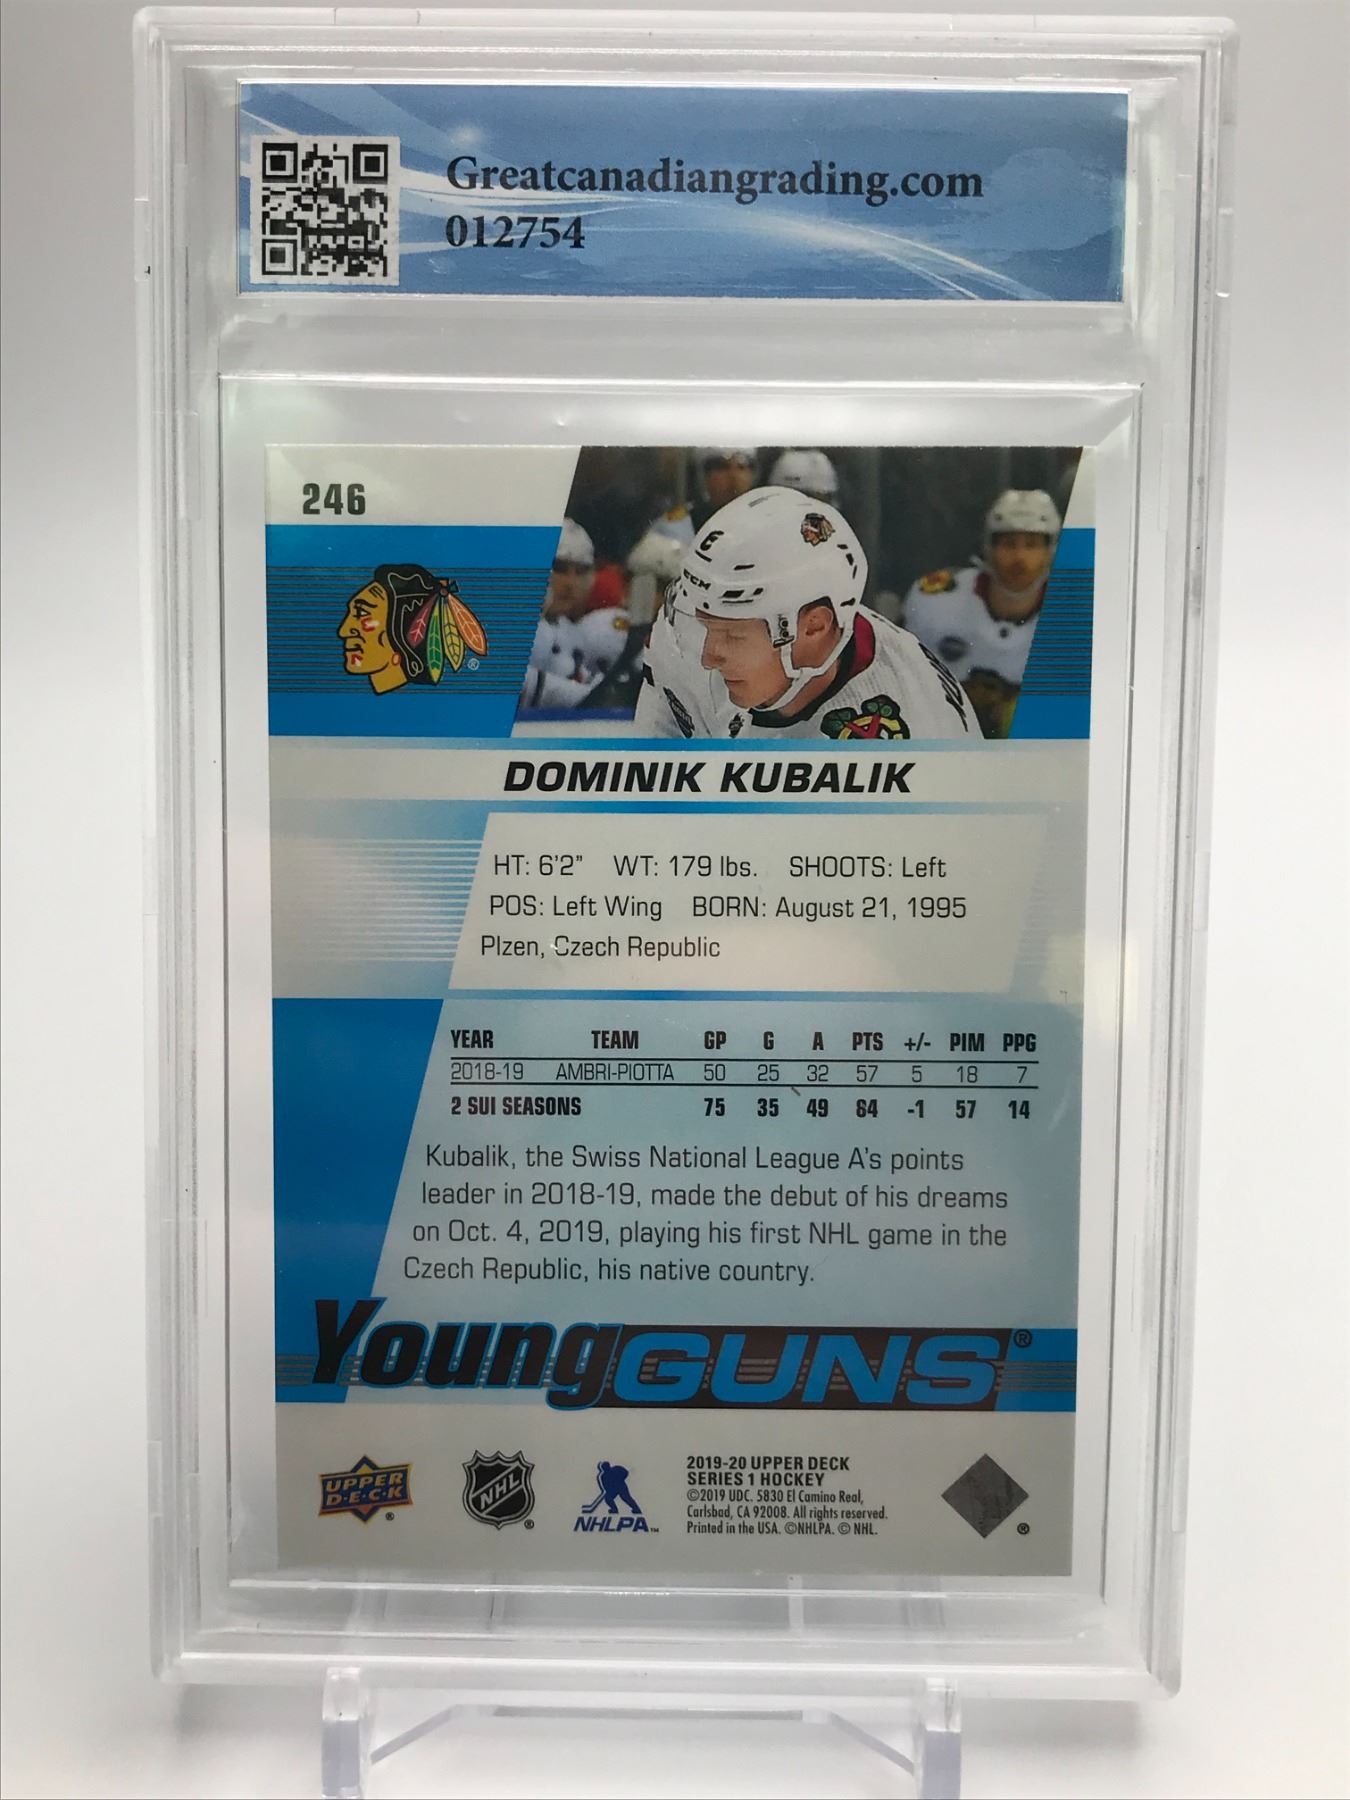 Greatcanadiangrading.com
012754
246
CCM
DOMINIK KUBALIK
HT: 6'2" WT: 179 lbs. SHOOTS: Left
POS: Left Wing BORN: August 21, 1995
Plzen, Czech Republic
YEAR TEAM GP G A PTS +/- PIM PPG
2018-19 AMBRI-PIOTTA 50 25 32 57 5 18 7
2 SUI SEASONS 75 35 49 84 -1 57 14
Kubalik, the Swiss National League A's points
leader in 2018-19, made the debut of his dreams
on Oct. 4, 2019, playing his first NHL game in the
Czech Republic, his native country.
Young GUNS®
UPPER
D·E·C·K
®
NHL
®
NHLPA™
2019-20 UPPER DECK
SERIES 1 HOCKEY
©2019 UDC. 5830 El Camino Real,
Carlsbad, CA 92008. All rights reserved.
Printed in the USA. ©NHLPA. © NHL.
®